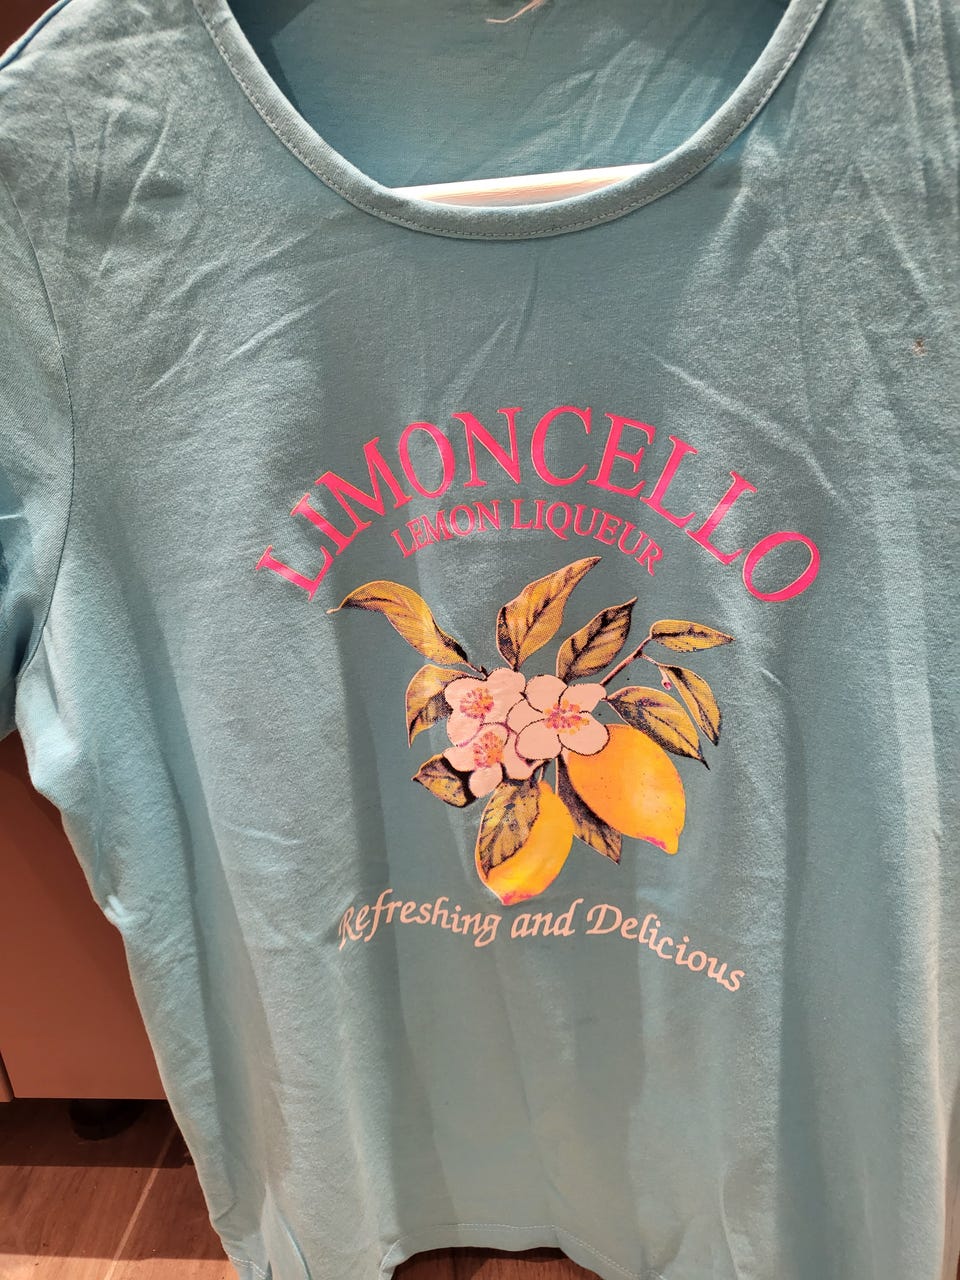 LIMONCELLO
LEMON LIQUEUR
Refreshing and Delicious